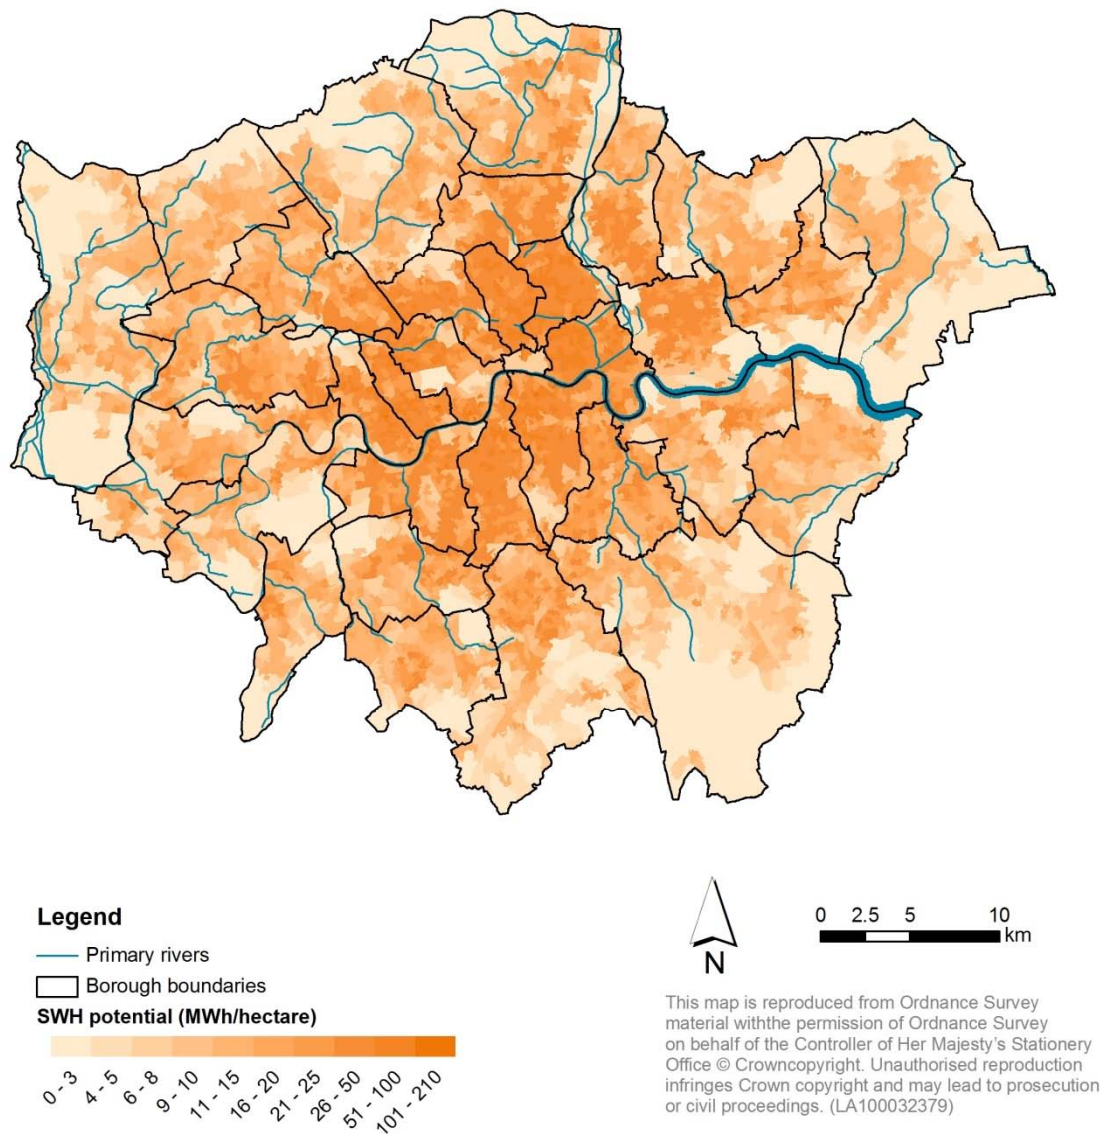 Legend
Primary rivers
Borough boundaries
SWH potential (MWh/hectare)
0 - 3
4 - 5
6 - 8
9 - 10
11 - 15
16 - 20
21 - 25
26 - 50
51 - 100
101 - 210
N
0 2.5 5 10
km
This map is reproduced from Ordnance Survey
material withthe permission of Ordnance Survey
on behalf of the Controller of Her Majesty's Stationery
Office © Crowncopyright. Unauthorised reproduction
infringes Crown copyright and may lead to prosecution
or civil proceedings. (LA100032379)